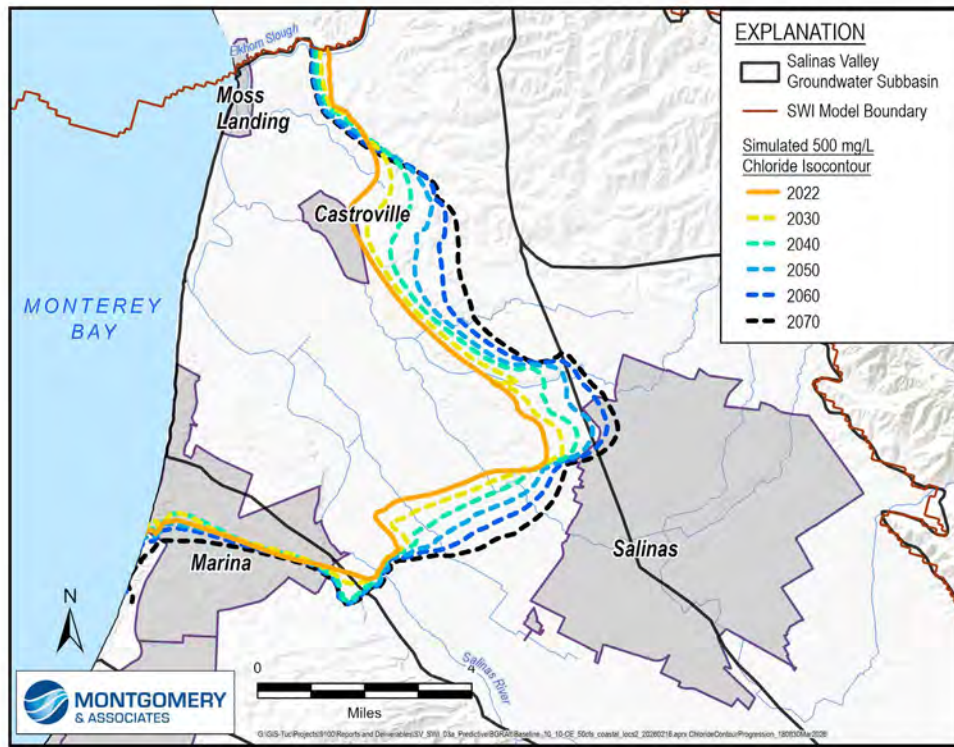 Elkhorn Slough
Moss
Landing
Castroville
MONTEREY
BAY
Marina
Salinas
Salinas River
N
0
4
Miles
MONTGOMERY
& ASSOCIATES
EXPLANATION
Salinas Valley
Groundwater Subbasin
SWI Model Boundary
Simulated 500 mg/L
Chloride Isocontour
2022
2030
2040
2050
2060
2070